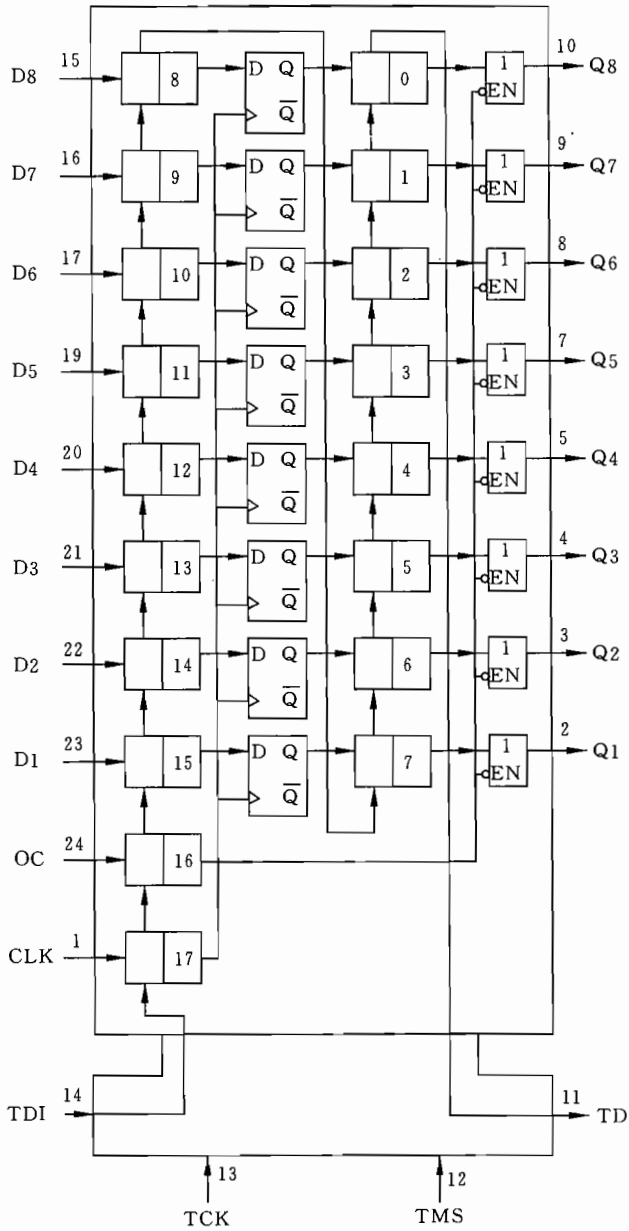 15 10
D8 8 D Q 0 1 Q8
Q EN
16 9
D7 9 D Q 1 1 Q7
Q EN
17 8
D6 10 D Q 2 1 Q6
Q EN
19 7
D5 11 D Q 3 1 Q5
Q EN
20 5
D4 12 D Q 4 1 Q4
Q EN
21 4
D3 13 D Q 5 1 Q3
Q EN
22 3
D2 14 D Q 6 1 Q2
Q EN
23 2
D1 15 D Q 7 1 Q1
Q EN
24
OC 16
1
CLK 17
14 11
TDI TD
13 12
TCK TMS